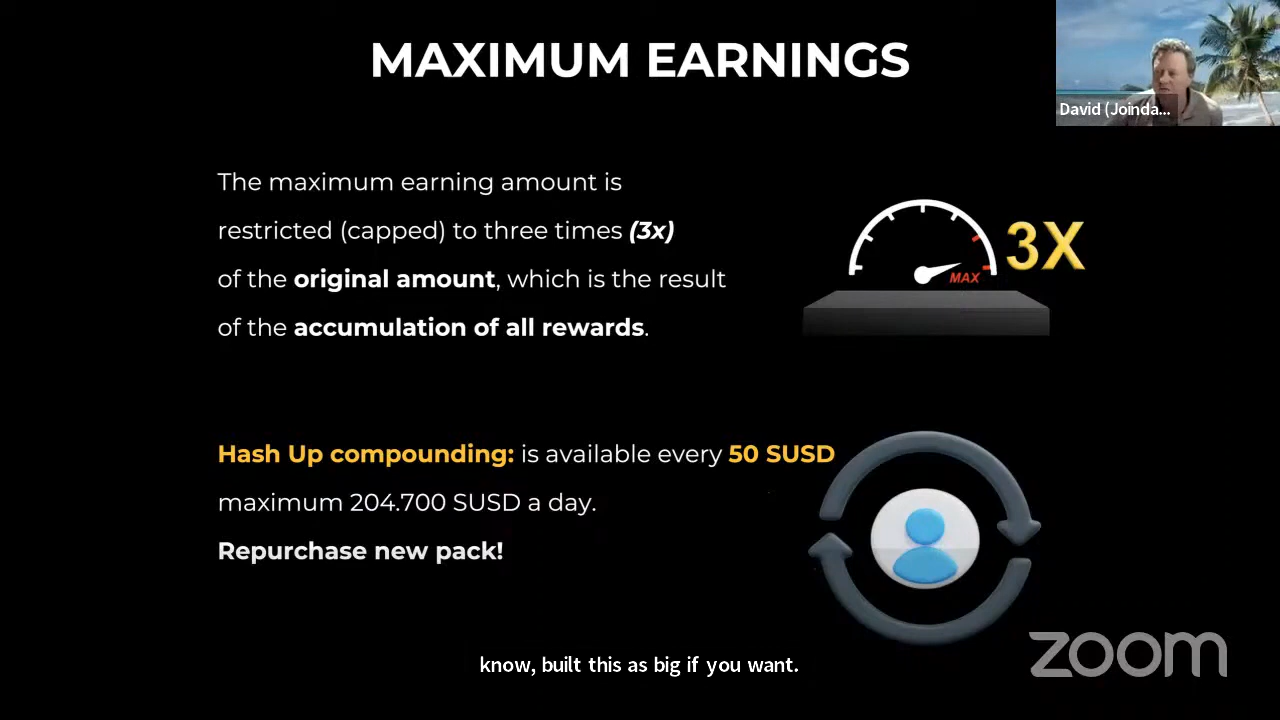 MAXIMUM EARNINGS
David (Joinda...
The maximum earning amount is
restricted (capped) to three times (3x)
of the original amount, which is the result
of the accumulation of all rewards.
3X
MAX
Hash Up compounding: is available every 50 SUSD
maximum 204.700 SUSD a day.
Repurchase new pack!
know, built this as big if you want.
zoom